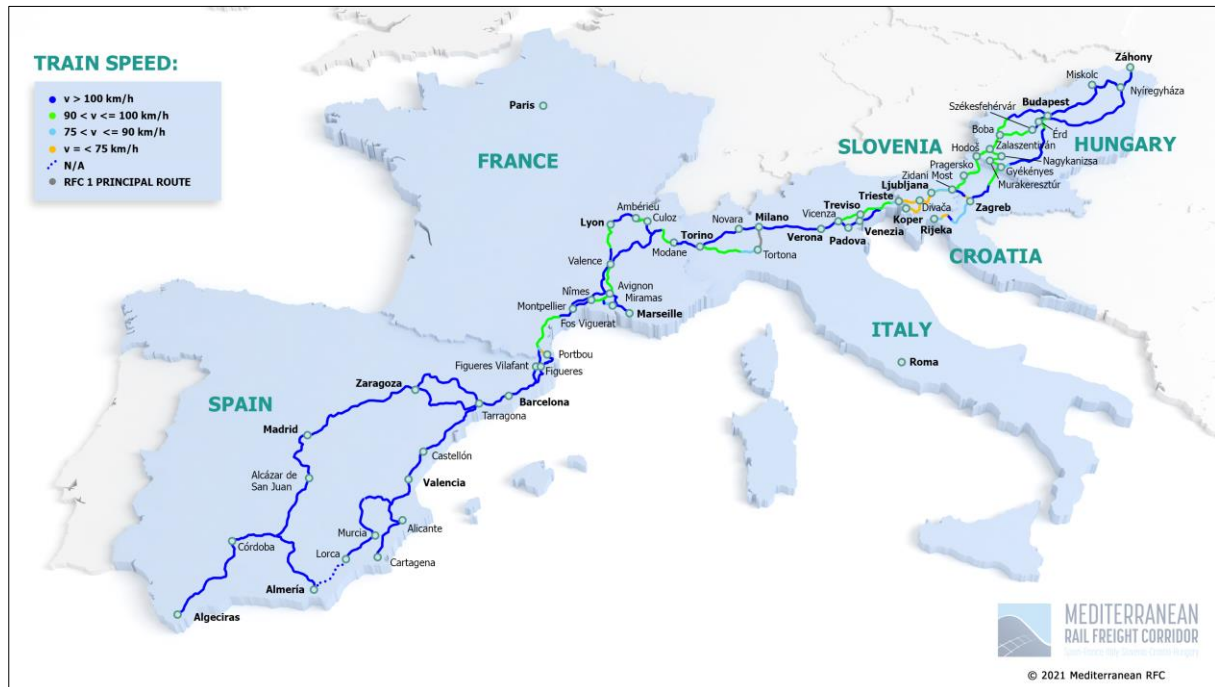 TRAIN SPEED:
v > 100 km/h
90 < v <= 100 km/h
75 < v <= 90 km/h
v = < 75 km/h
N/A
RFC 1 PRINCIPAL ROUTE
Paris
FRANCE
SPAIN
ITALY
SLOVENIA
CROATIA
HUNGARY
Záhony
Miskolc
Nyíregyháza
Székesfehérvár
Budapest
Érd
Boba
Zalaszentiván
Hodoš
Nagykanizsa
Pragersko
Gyékényes
Murakeresztúr
Zidani Most
Ljubljana
Zagreb
Trieste
Divača
Koper
Rijeka
Treviso
Vicenza
Venezia
Padova
Verona
Milano
Novara
Tortona
Torino
Modane
Ambérieu
Culoz
Lyon
Valence
Avignon
Miramas
Nîmes
Montpellier
Marseille
Fos Viguerat
Portbou
Figueres Vilafant
Figueres
Barcelona
Zaragoza
Tarragona
Madrid
Castellón
Alcázar de
San Juan
Valencia
Murcia
Alicante
Córdoba
Lorca
Cartagena
Almería
Algeciras
Roma
MEDITERRANEAN
RAIL FREIGHT CORRIDOR
© 2021 Mediterranean RFC